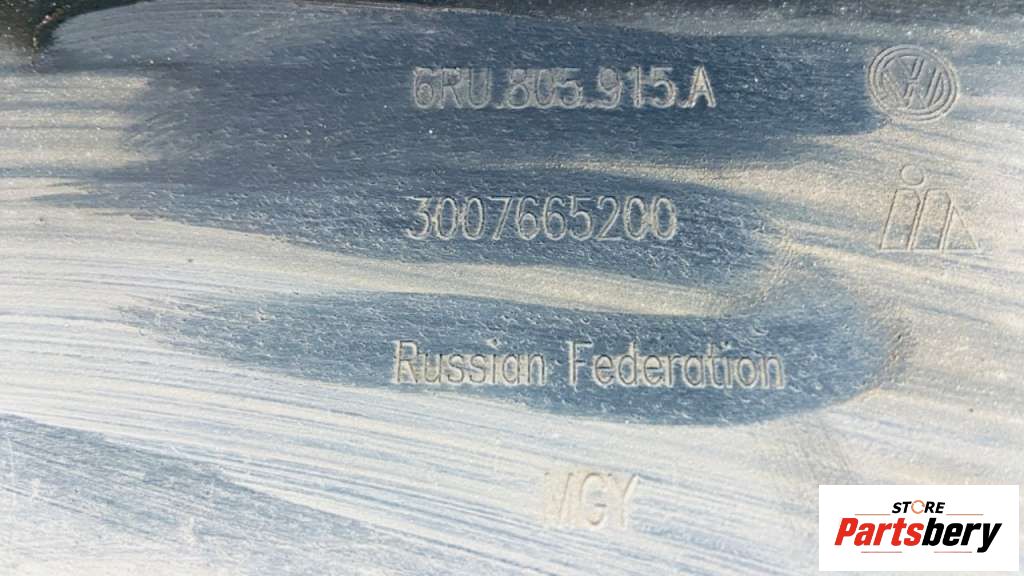 6RU.805.915.A
3007665200
Russian Federation
MGY
STORE
Partsbery